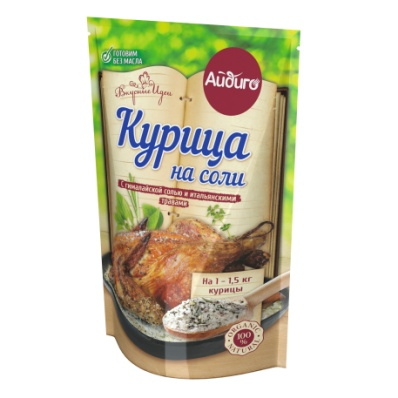 ГОТОВИМ
БЕЗ МАСЛА
Айдиго
Вкусные Идеи
Курица
на соли
С гималайской солью и итальянскими
травами
На 1 - 1,5 кг
курицы
ORGANIC
100%
NATURAL